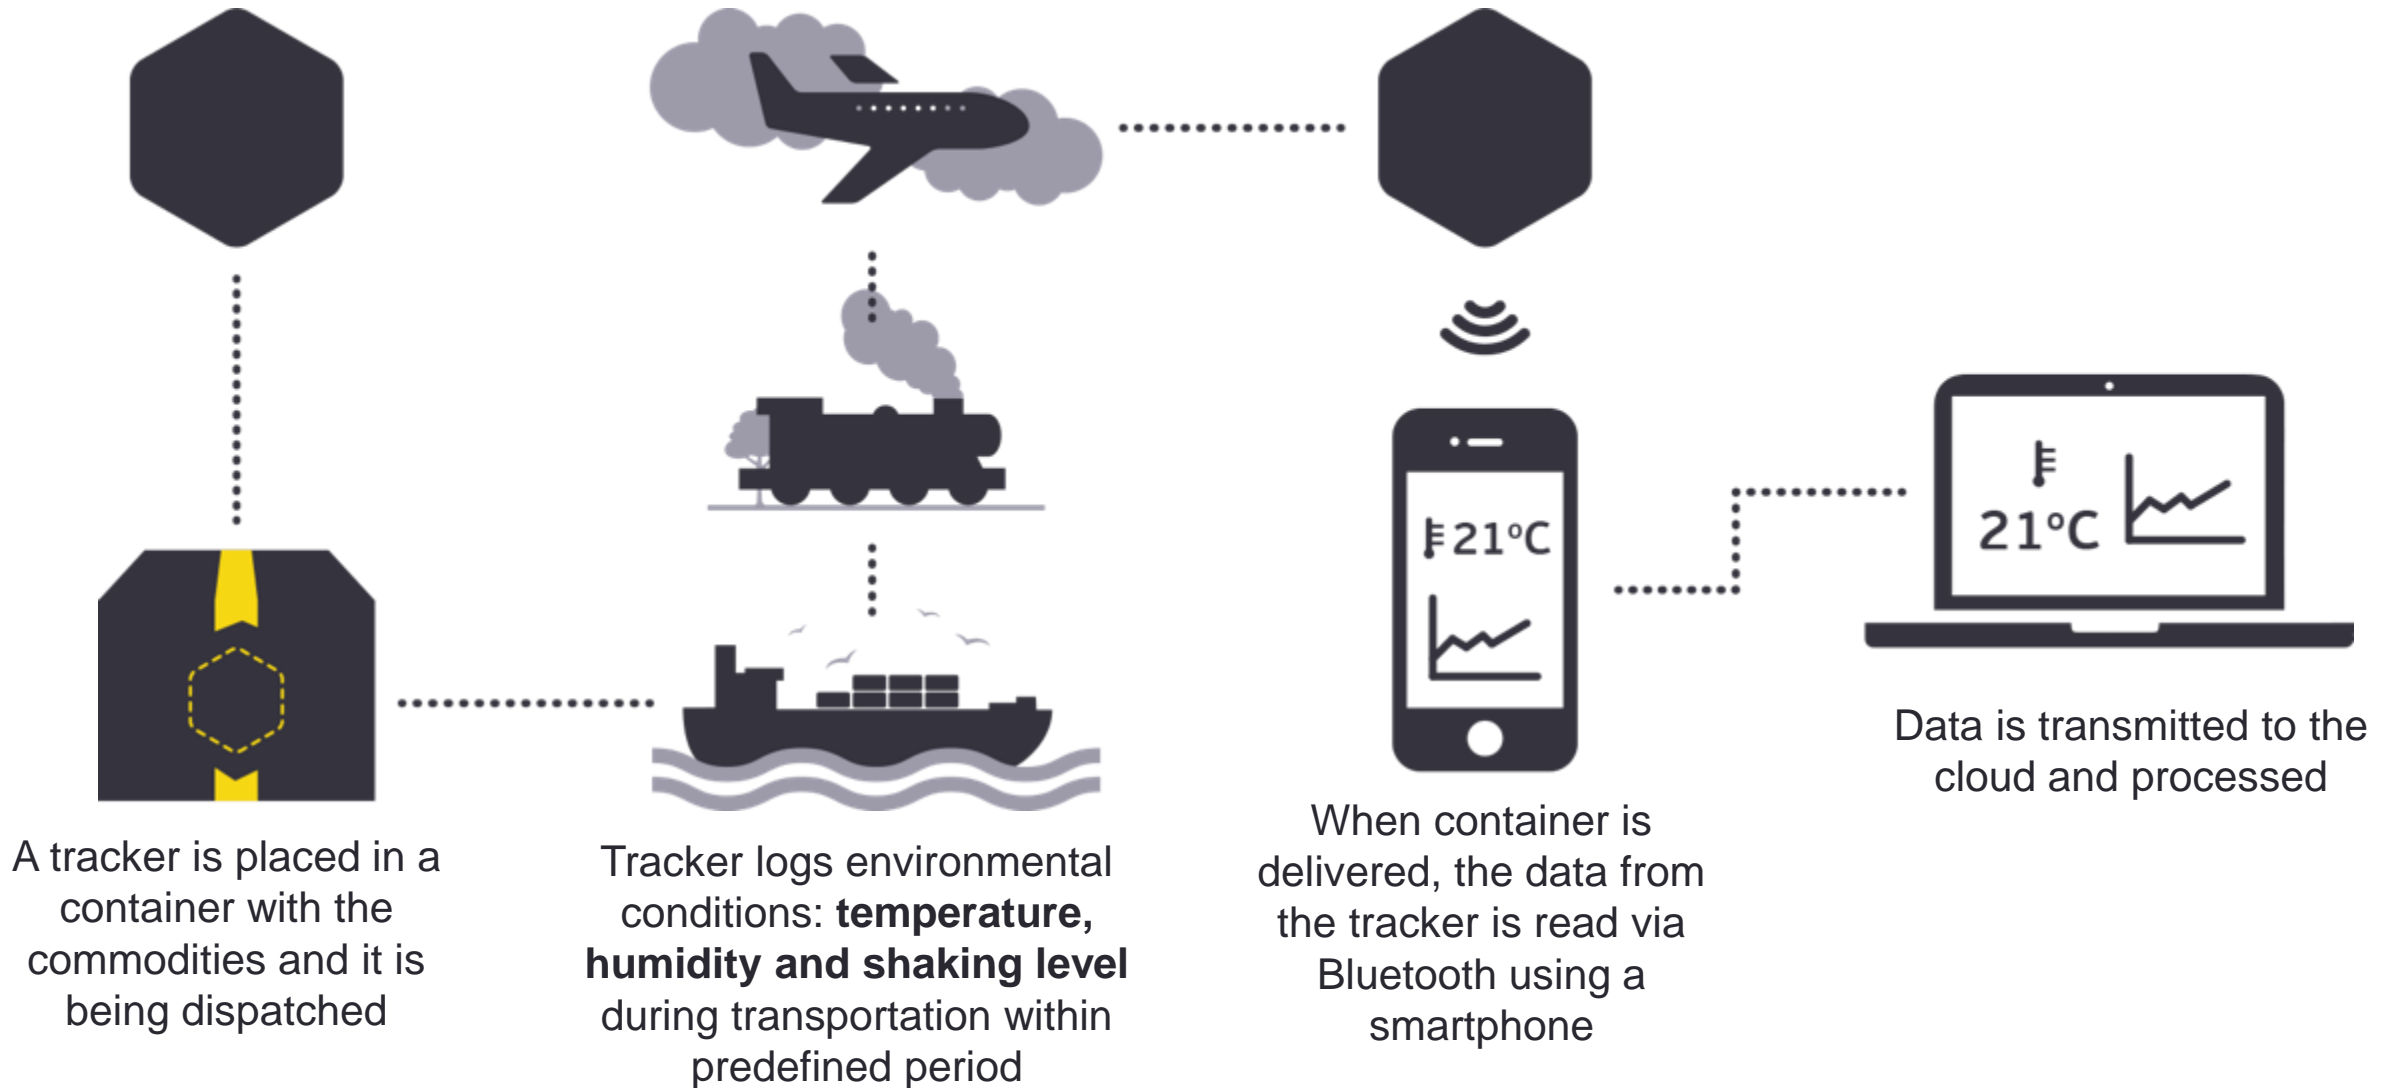 21ºC
21ºC
A tracker is placed in a
container with the
commodities and it is
being dispatched
Tracker logs environmental
conditions: temperature,
humidity and shaking level
during transportation within
predefined period
When container is
delivered, the data from
the tracker is read via
Bluetooth using a
smartphone
Data is transmitted to the
cloud and processed